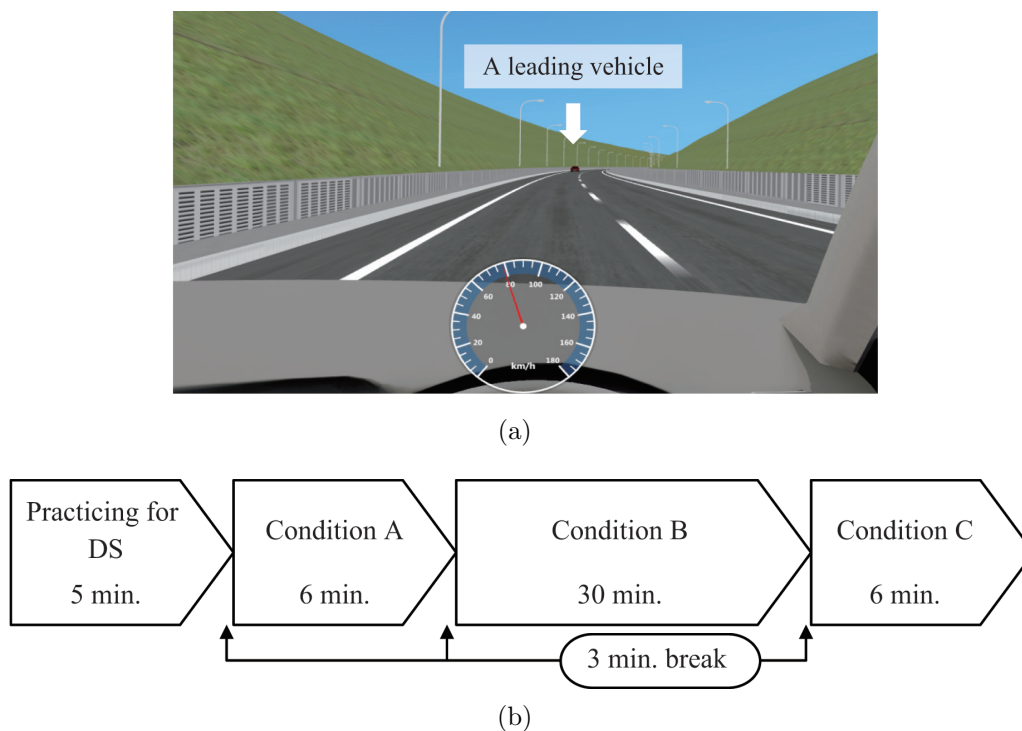 A leading vehicle
0
20
40
60
80
100
120
140
160
180
km/h
(a)
Practicing for
DS
5 min.
Condition A
6 min.
Condition B
30 min.
Condition C
6 min.
3 min. break
(b)